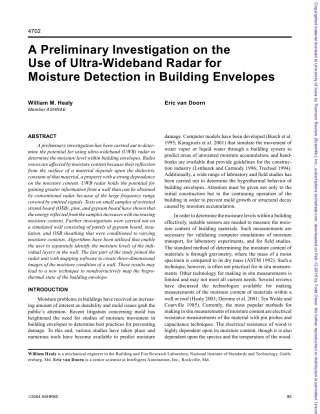 4702
A Preliminary Investigation on the
Use of Ultra-Wideband Radar for
Moisture Detection in Building Envelopes
William M. Healy
Member ASHRAE
Eric van Doorn
ABSTRACT
A preliminary investigation has been carried out to deter-
mine the potential for using ultra-wideband (UWB) radar to
determine the moisture level within building envelopes. Radio
waves are affected by moisture content because their reflection
from the surface of a material depends upon the dielectric
constant of that material, a property with a strong dependence
on the moisture content. UWB radar holds the potential for
gaining greater information from a wall than can be obtained
by conventional radar because of the large frequency range
covered by emitted signals. Tests on small samples of oriented
strand board (OSB), pine, and gypsum board have shown that
the energy reflected from the samples increases with increasing
moisture content. Further investigations were carried out on
a simulated wall consisting of panels of gypsum board, insu-
lation, and OSB sheathing that were conditioned to varying
moisture contents. Algorithms have been utilized that enable
the user to separately identify the moisture levels of the indi-
vidual layers in the wall. The last part of the study joined the
radar unit with mapping software to create three-dimensional
images of the moisture condition of a wall. These results may
lead to a new technique to nondestructively map the hygro-
thermal state of the building envelope.
INTRODUCTION
Moisture problems in buildings have received an increas-
ing amount of interest as durability and mold issues grab the
public's attention. Recent litigation concerning mold has
heightened the need for studies of moisture movement in
building envelopes to determine best practices for preventing
damage. To this end, various studies have taken place and
numerous tools have become available to predict moisture
damage. Computer models have been developed (Burch et al.
1995; Karagiozis et al. 2001) that simulate the movement of
water vapor or liquid water through a building system to
predict areas of unwanted moisture accumulation, and hand-
books are available that provide guidelines for the construc-
tion industry (Lstiburek and Carmody 1996; Trechsel 1994).
Additionally, a wide range of laboratory and field studies has
been carried out to determine the hygrothermal behavior of
building envelopes. Attention must be given not only to the
initial construction but to the continuing operation of the
building in order to prevent mold growth or structural decay
caused by moisture accumulation.
In order to determine the moisture levels within a building
effectively, suitable sensors are needed to measure the mois-
ture content of building materials. Such measurements are
necessary for validating computer simulations of moisture
transport, for laboratory experiments, and for field studies.
The standard method of determining the moisture content of
materials is through gravimetry, where the mass of a moist
specimen is compared to its dry mass (ASTM 1992). Such a
technique, however, is often not practical for in situ measure-
ments. Other technology for making in situ measurements is
limited and may not meet all current needs. Several reviews
have discussed the technologies available for making
measurements of the moisture content of materials within a
wall or roof (Healy 2003; Derome et al. 2001; Ten Wolde and
Courville 1985). Currently, the most popular methods for
making in situ measurements of moisture content are electrical
resistance measurements of the material with pin probes and
capacitance techniques. The electrical resistance of wood is
highly dependent upon its moisture content, though it is also
dependent upon the species and the temperature of the wood.
William Healy is a mechanical engineer in the Building and Fire Research Laboratory, National Institute of Standards and Technology, Gaith-
ersburg, Md. Eric van Doorn is a senior scientist at Intelligent Automation, Inc., Rockville, Md.
©2004 ASHRAE.
85